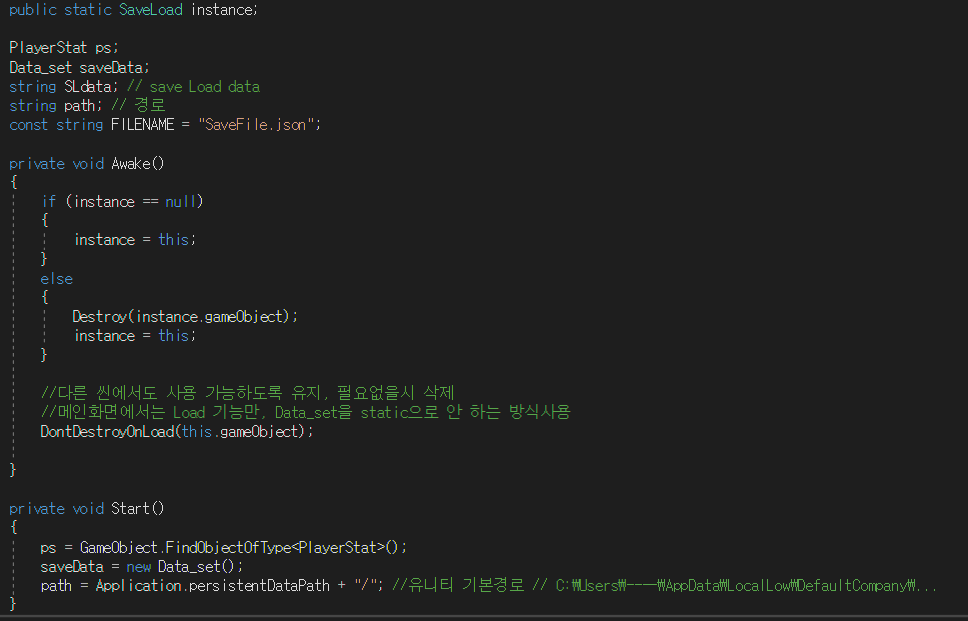 public static SaveLoad instance;
PlayerStat ps;
Data_set saveData;
string SLdata; // save Load data
string path; // 경로
const string FILENAME = "SaveFile.json";
private void Awake()
{
if (instance == null)
{
instance = this;
}
else
{
Destroy(instance.gameObject);
instance = this;
}
//다른 씬에서도 사용 가능하도록 유지, 필요없을시 삭제
//메인화면에서는 Load 기능만, Data_set을 static으로 안 하는 방식사용
DontDestroyOnLoad(this.gameObject);
}
private void Start()
{
ps = GameObject.FindObjectOfType<PlayerStat>();
saveData = new Data_set();
path = Application.persistentDataPath + "/"; //유니티 기본경로 // C:₩Users₩----₩AppData₩LocalLow₩DefaultCompany₩...
}